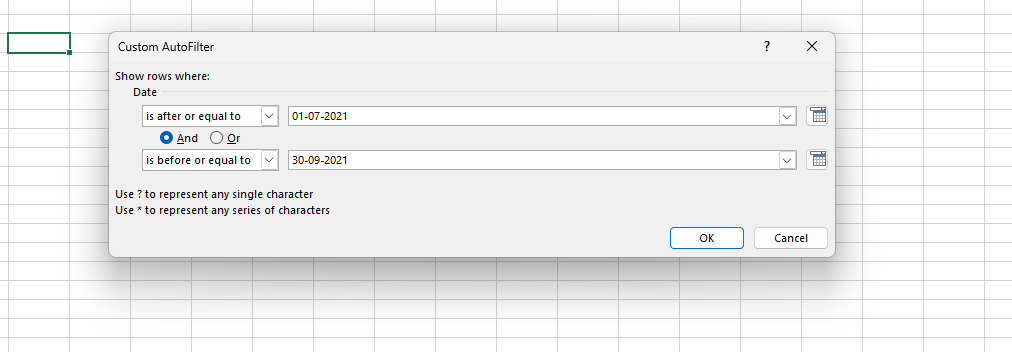 Custom AutoFilter ?
Show rows where:
Date
is after or equal to 01-07-2021
And Or
is before or equal to 30-09-2021
Use ? to represent any single character
Use * to represent any series of characters
OK Cancel